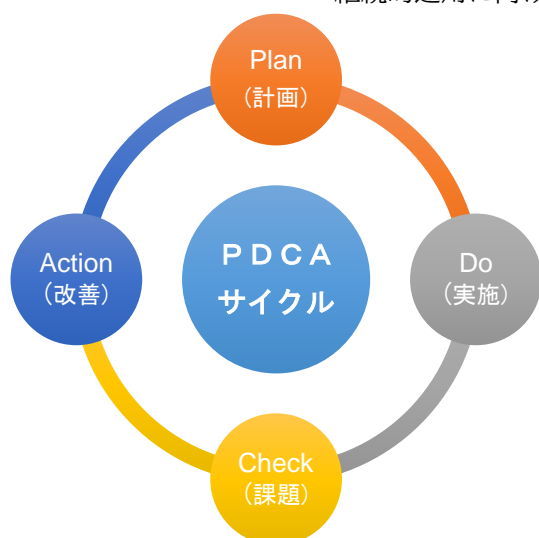 Plan
（計画）
Action
（改善）
ＰＤＣＡ
サイクル
Do
（実施）
Check
（課題）